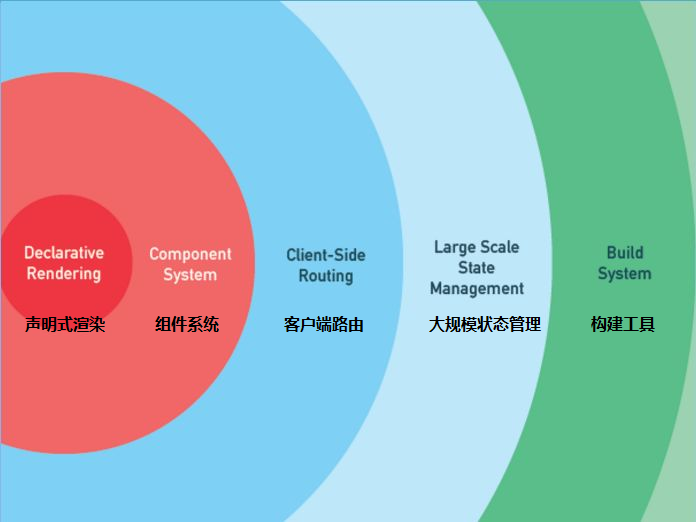 Declarative
Rendering
声明式渲染
Component
System
组件系统
Client-Side
Routing
客户端路由
Large Scale
State
Management
大规模状态管理
Build
System
构建工具